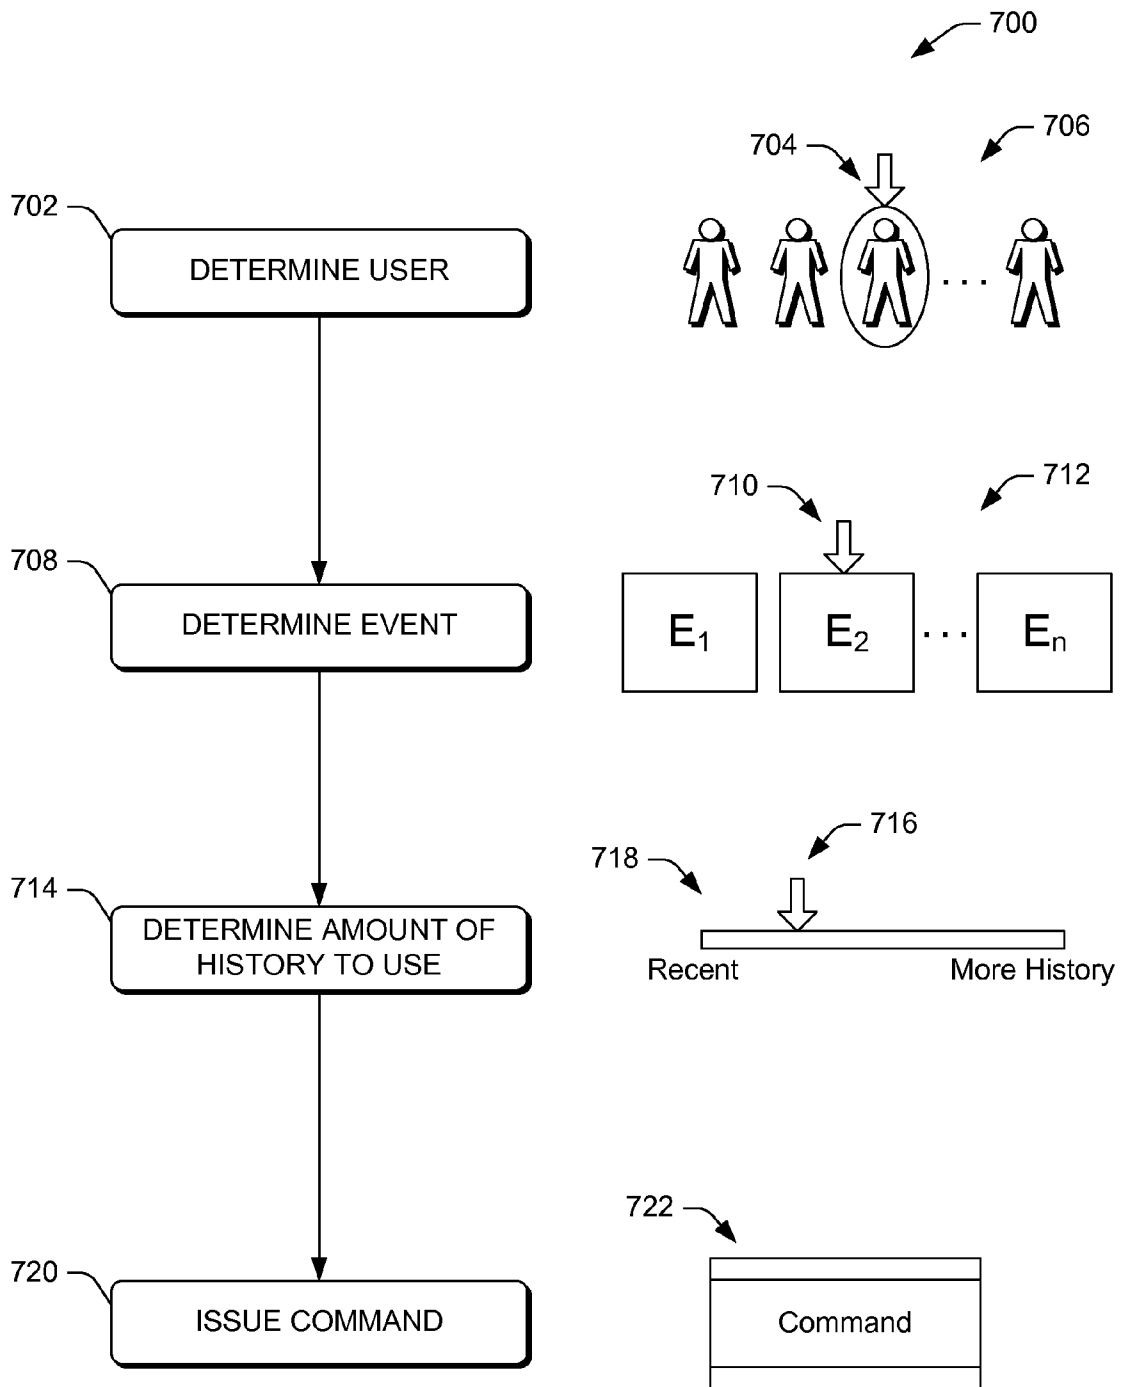 700
704
706
702
DETERMINE USER
. . .
710
712
708
DETERMINE EVENT
E1
E2
. . .
En
716
718
714
DETERMINE AMOUNT OF
HISTORY TO USE
Recent
More History
722
720
ISSUE COMMAND
Command